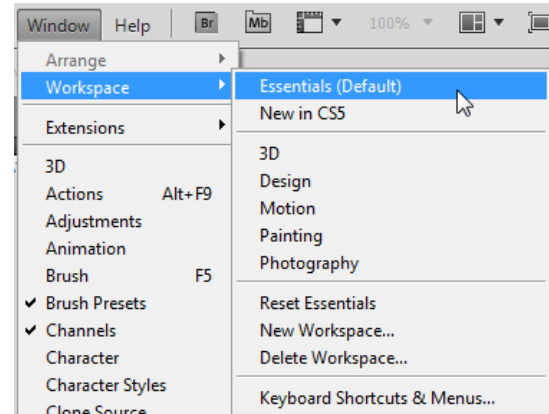 Window Help Br Mb 100%
Arrange
Workspace
Extensions
3D
Actions Alt+F9
Adjustments
Animation
Brush F5
Brush Presets
Channels
Character
Character Styles
Clone Source
Essentials (Default)
New in CS5
3D
Design
Motion
Painting
Photography
Reset Essentials
New Workspace...
Delete Workspace...
Keyboard Shortcuts & Menus...